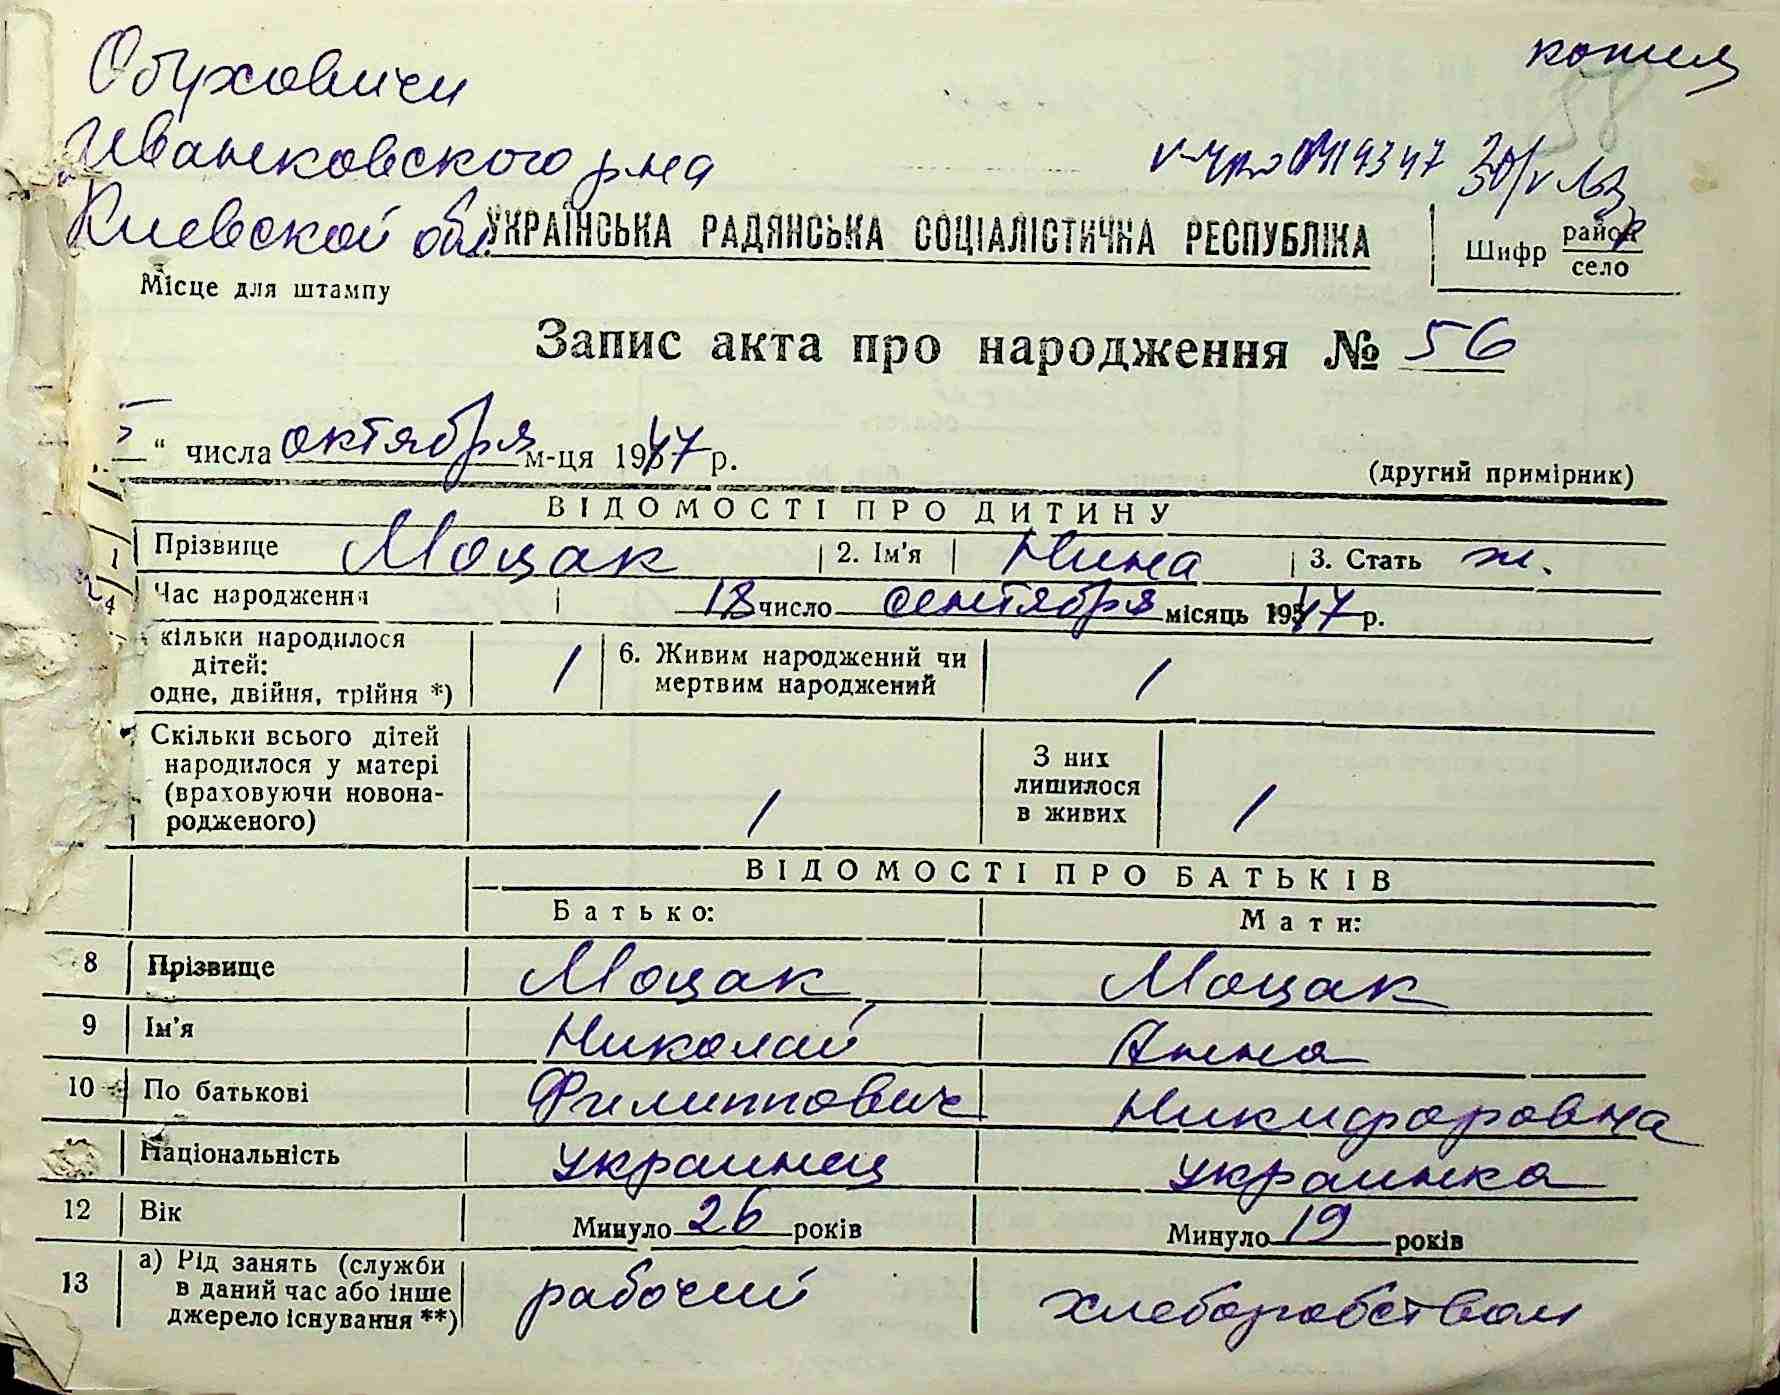 Обуховичи
копия
58
Иванковского р-на
Киевской обл.
УКРАЇНСЬКА РАДЯНСЬКА СОЦІАЛІСТИЧНА РЕСПУБЛІКА
Шифр район
село
Місце для штампу
Запис акта про народження № 56
5 " числа октября м-ця 1947 р.
(другий примірник)
ВІДОМОСТІ ПРО ДИТИНУ
Прізвище Моцак 2. Ім'я Нина 3. Стать ж.
Час народження 18 число сентября місяць 1947 р.
кільки народилося
дітей:
одне, двійня, трійня *)
1
6. Живим народжений чи
мертвим народжений
1
Скільки всього дітей
народилося у матері
(враховуючи новона-
родженого)
1
З них
лишилося
в живих
1
ВІДОМОСТІ ПРО БАТЬКІВ
Батько: Мати:
8 Прізвище Моцак Моцак
9 Ім'я Николай Анна
10 По батькові Филиппович Никифоровна
Національність украинец украинка
12 Вік Минуло 26 років Минуло 19 років
13 а) Рід занять (служби
в даний час або інше
джерело існування **)
рабочий хлеборобством